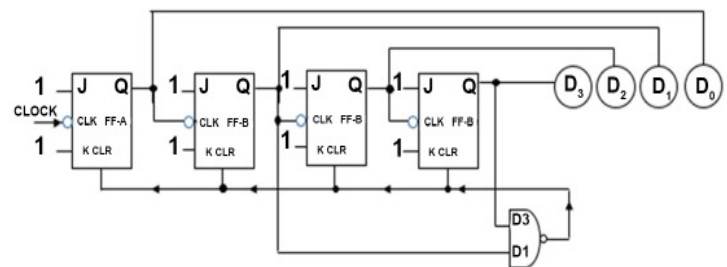 1 J Q 1 J Q 1 J Q 1 J Q D3 D2 D1 D0
CLOCK CLK FF-A CLK FF-B CLK FF-B CLK FF-B
1 K CLR 1 K CLR 1 K CLR 1 K CLR
D3
D1